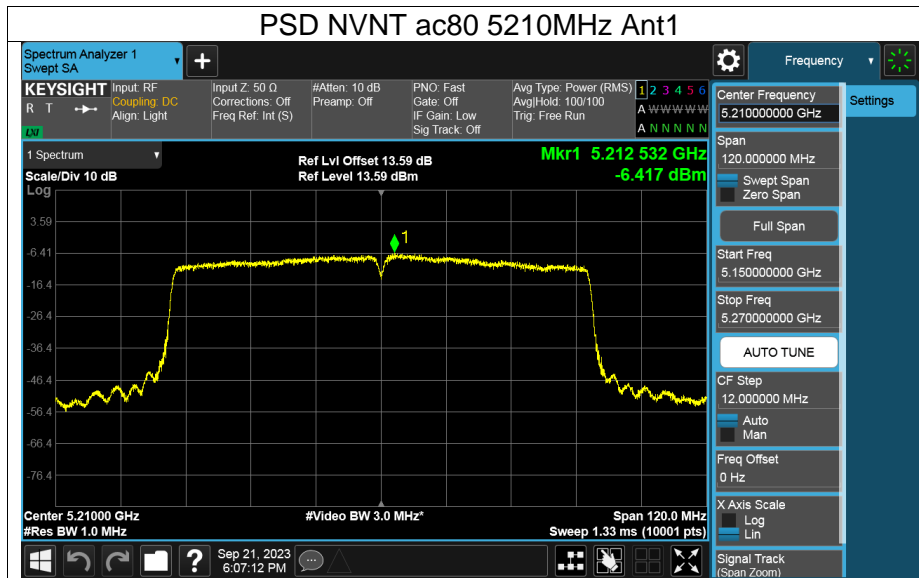 PSD NVNT ac80 5210MHz Ant1
Spectrum Analyzer 1
Swept SA
+
Frequency
KEYSIGHT
R T
LXI
Input: RF
Coupling: DC
Align: Light
Input Z: 50 Ω
Corrections: Off
Freq Ref: Int (S)
#Atten: 10 dB
Preamp: Off
PNO: Fast
Gate: Off
IF Gain: Low
Sig Track: Off
Avg Type: Power (RMS)
Avg|Hold: 100/100
Trig: Free Run
1 2 3 4 5 6
A W W W W W
A N N N N N
1 Spectrum
Scale/Div 10 dB
Log
Ref Lvl Offset 13.59 dB
Ref Level 13.59 dBm
Mkr1 5.212 532 GHz
-6.417 dBm
3.59
-6.41
-16.4
-26.4
-36.4
-46.4
-56.4
-66.4
-76.4
1
Center 5.21000 GHz
#Res BW 1.0 MHz
#Video BW 3.0 MHz*
Span 120.0 MHz
Sweep 1.33 ms (10001 pts)
Center Frequency
5.210000000 GHz
Settings
Span
120.000000 MHz
Swept Span
Zero Span
Full Span
Start Freq
5.150000000 GHz
Stop Freq
5.270000000 GHz
AUTO TUNE
CF Step
12.000000 MHz
Auto
Man
Freq Offset
0 Hz
X Axis Scale
Log
Lin
Signal Track
(Span Zoom)
?
Sep 21, 2023
6:07:12 PM